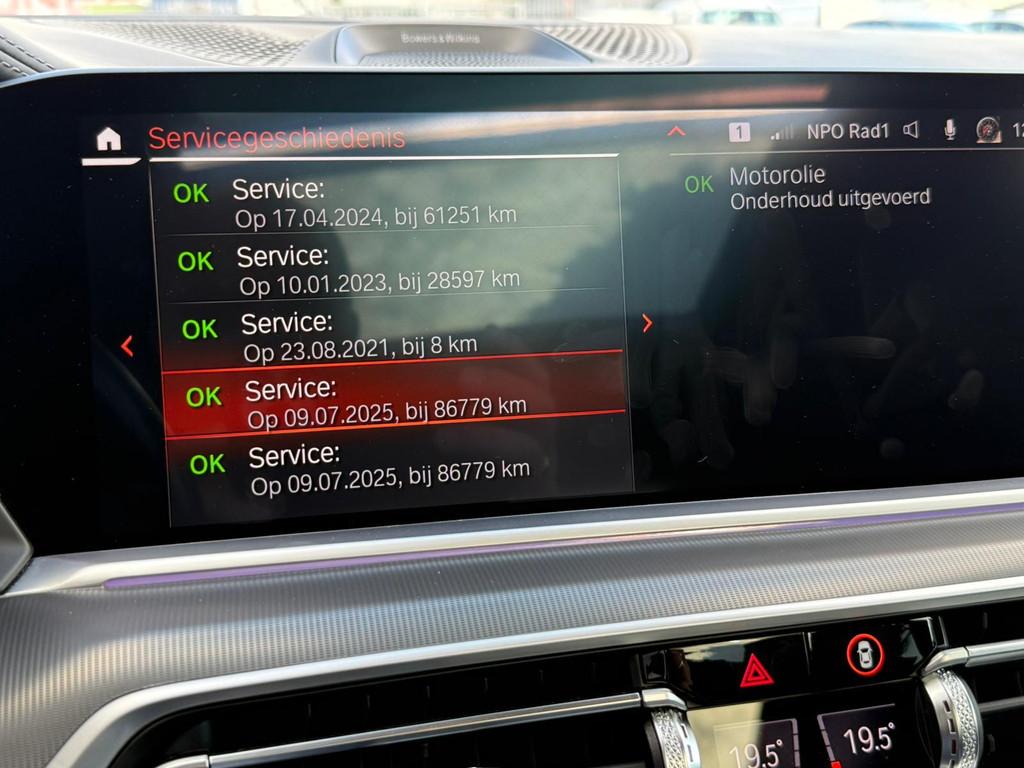 Bowers & Wilkins
Servicegeschiedenis
1
NPO Rad1
OK Service:
Op 17.04.2024, bij 61251 km
OK Service:
Op 10.01.2023, bij 28597 km
OK Service:
Op 23.08.2021, bij 8 km
OK Service:
Op 09.07.2025, bij 86779 km
OK Service:
Op 09.07.2025, bij 86779 km
OK Motorolie
Onderhoud uitgevoerd
19.5°
19.5°